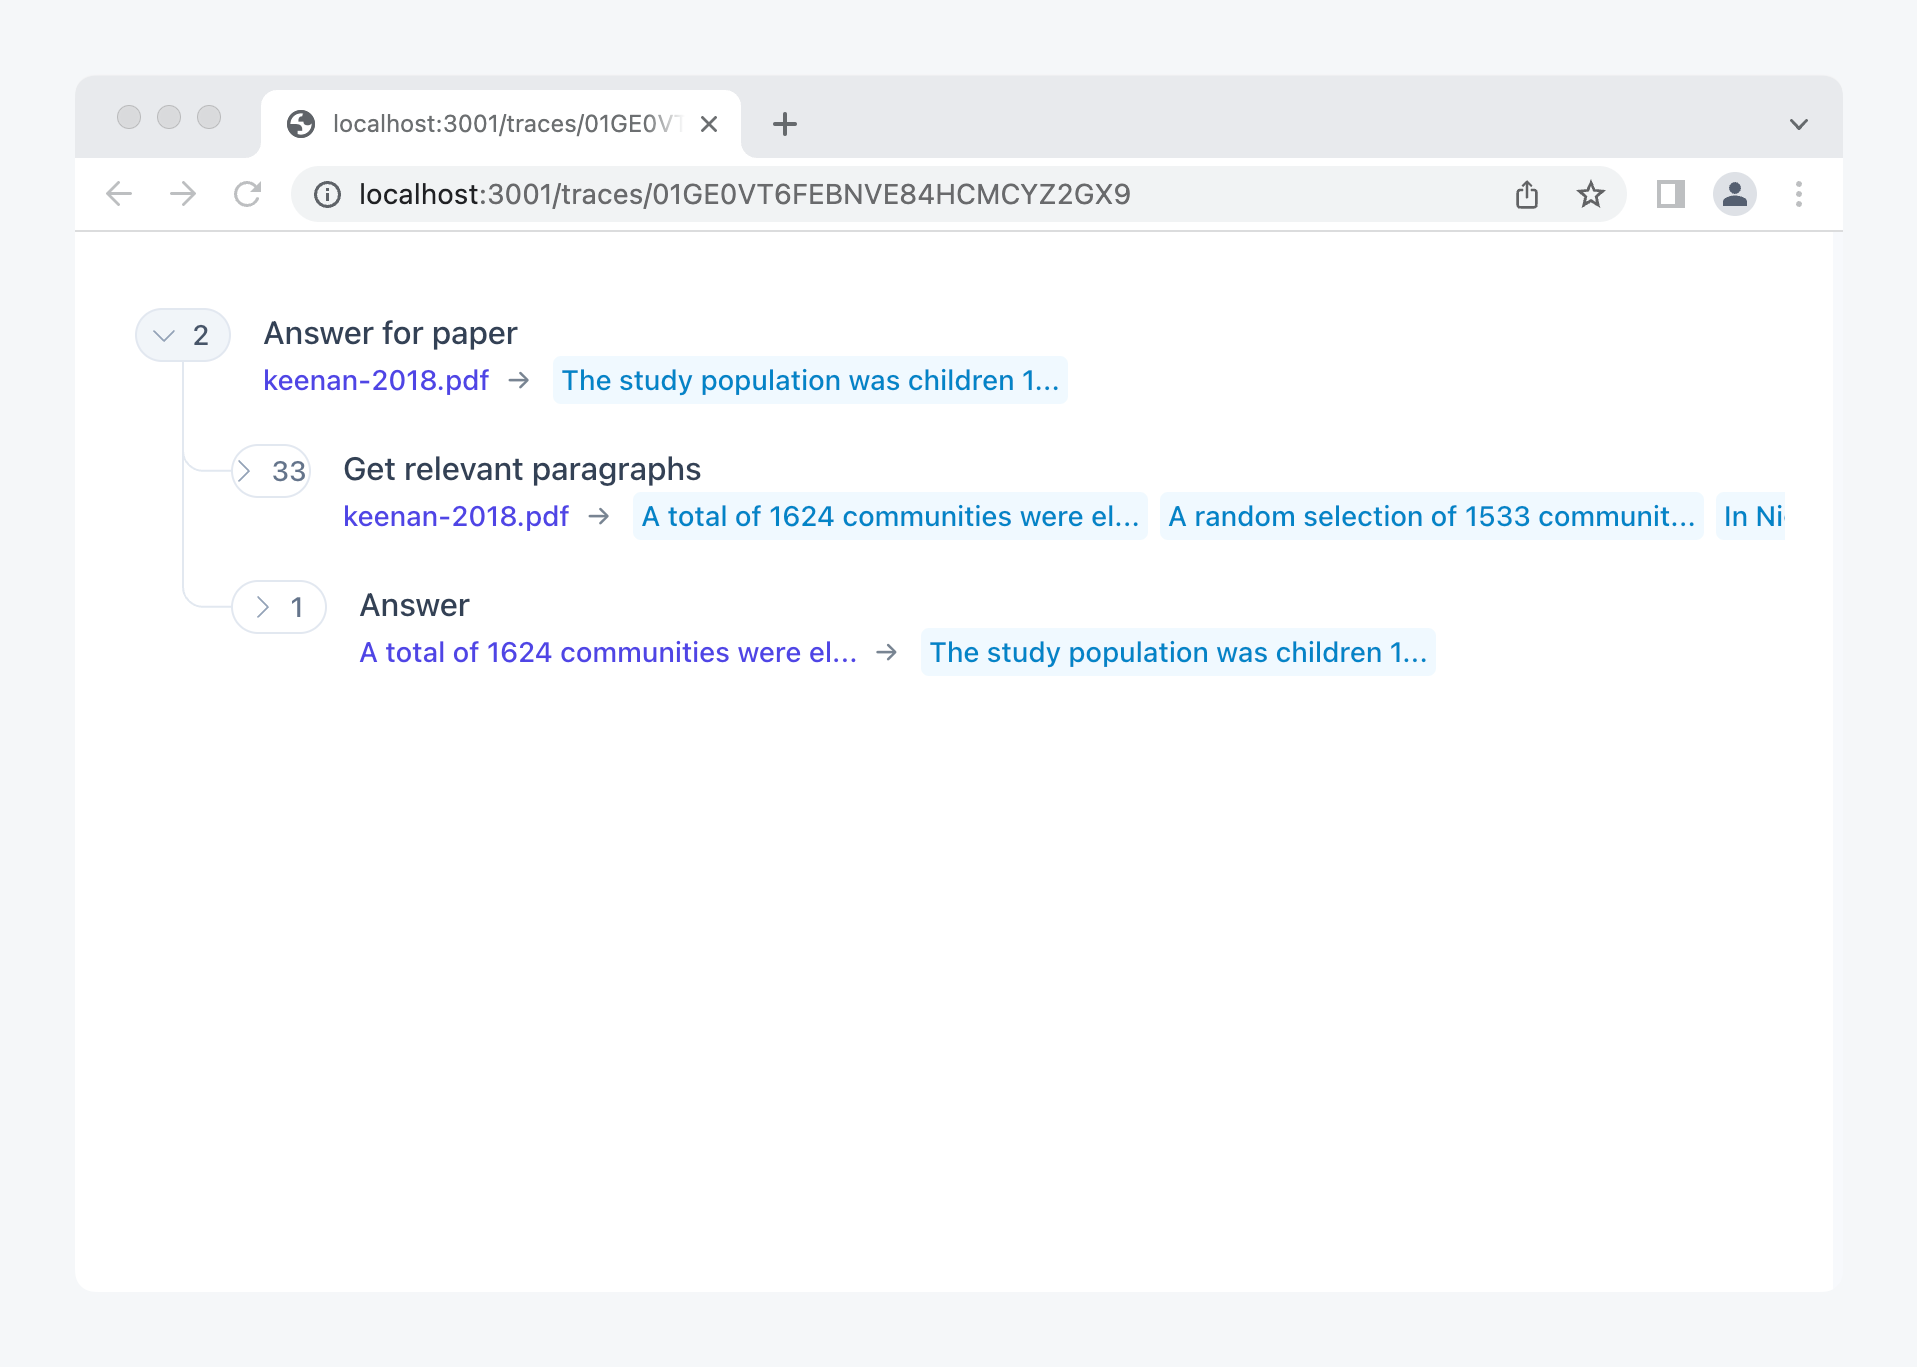 localhost:3001/traces/01GE0VT
localhost:3001/traces/01GE0VT6FEBNVE84HCMCYZ2GX9
2 Answer for paper
keenan-2018.pdf → The study population was children 1...
33 Get relevant paragraphs
keenan-2018.pdf → A total of 1624 communities were el... A random selection of 1533 communit... In Ni
1 Answer
A total of 1624 communities were el... → The study population was children 1...